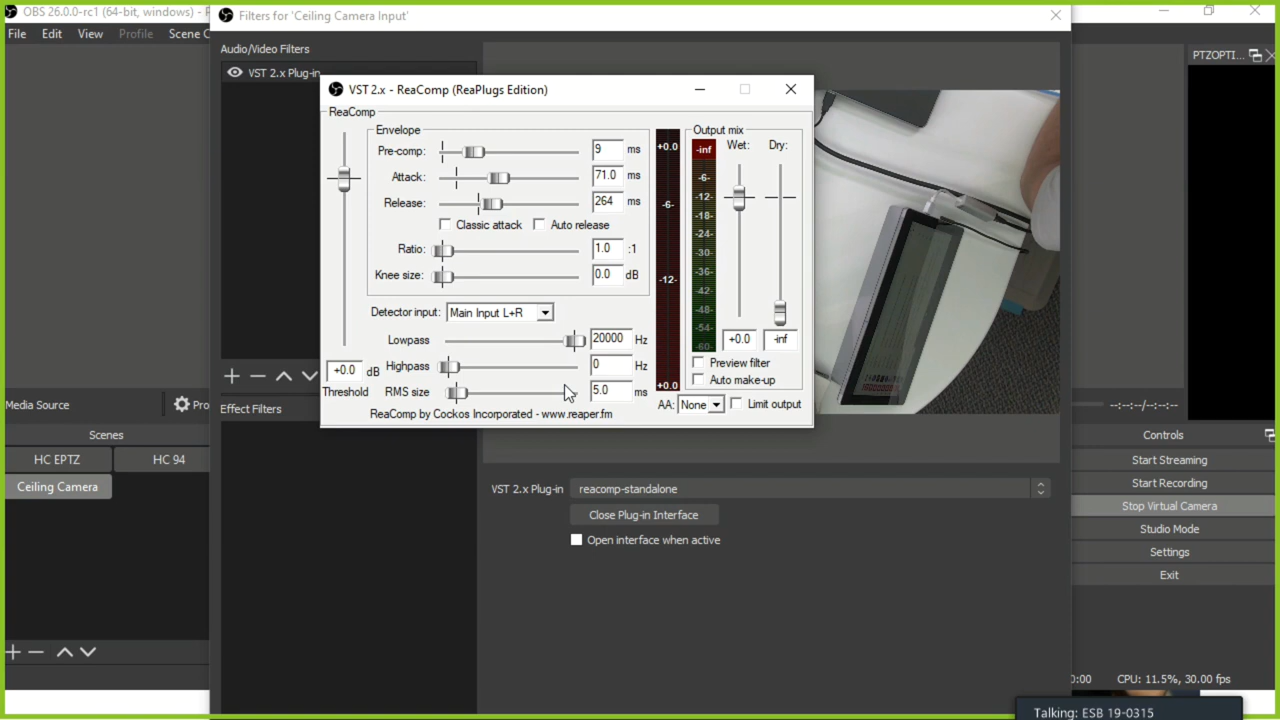 OBS 26.0.0-rc1 (64-bit, windows) -
Filters for 'Ceiling Camera Input'
File Edit View Profile Scene C
Audio/Video Filters
VST 2.x Plug-in
PTZOPTI...
VST 2.x - ReaComp (ReaPlugs Edition)
ReaComp
Envelope
Pre-comp: 9 ms
Attack: 71.0 ms
Release: 264 ms
Classic attack Auto release
Ratio: 1.0 :1
Knee size: 0.0 dB
Detector input: Main Input L+R
Lowpass 20000 Hz
Highpass 0 Hz
RMS size 5.0 ms
+0.0 dB
Threshold
ReaComp by Cockos Incorporated - www.reaper.fm
+0.0
-6-
-12-
+0.0
Output mix
-inf Wet: Dry:
-6-
-12-
-18-
-24-
-30-
-36-
-42-
-48-
-54-
-60-
+0.0 -inf
Preview filter
Auto make-up
AA: None Limit output
Media Source
Pro
Effect Filters
--:--:--/--:--:--
Scenes
HC EPTZ HC 94
Ceiling Camera
VST 2.x Plug-in reacomp-standalone
Close Plug-in Interface
Open interface when active
Controls
Start Streaming
Start Recording
Stop Virtual Camera
Studio Mode
Settings
Exit
0:00 CPU: 11.5%, 30.00 fps
Talking: ESB 19-0315